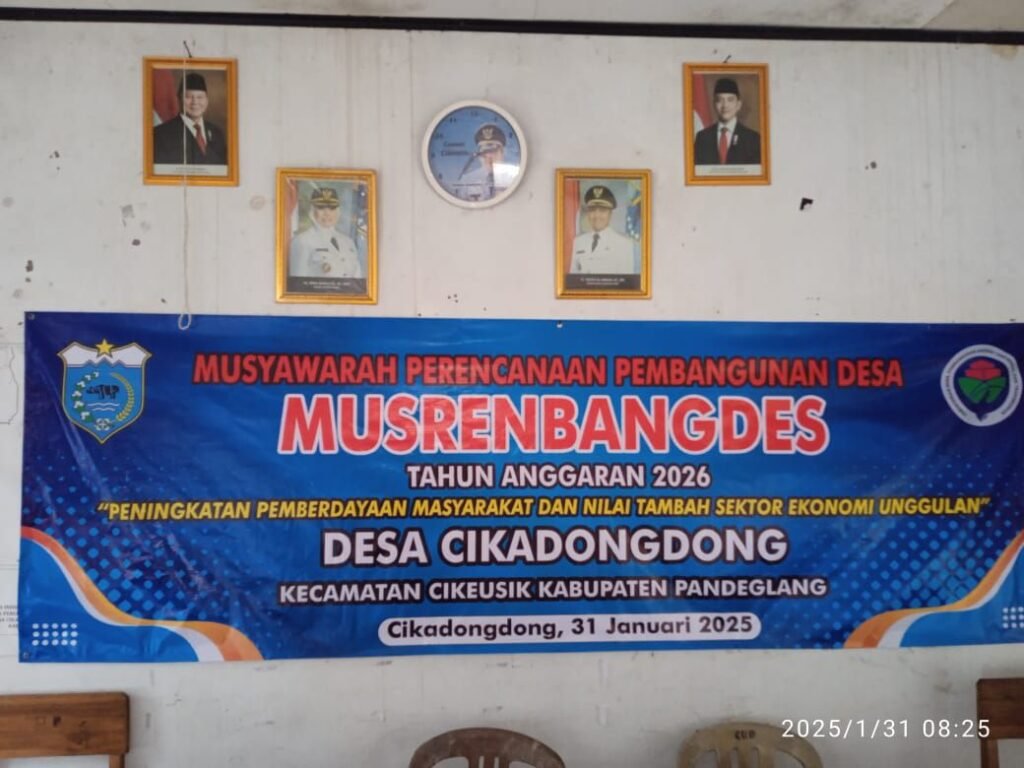 MUSYAWARAH PERENCANAAN PEMBANGUNAN DESA
MUSRENBANGDES
TAHUN ANGGARAN 2026
"PENINGKATAN PEMBERDAYAAN MASYARAKAT DAN NILAI TAMBAH SEKTOR EKONOMI UNGGULAN"
DESA CIKADONGDONG
KECAMATAN CIKEUSIK KABUPATEN PANDEGLANG
Cikadongdong, 31 Januari 2025
2025/1/31 08:25